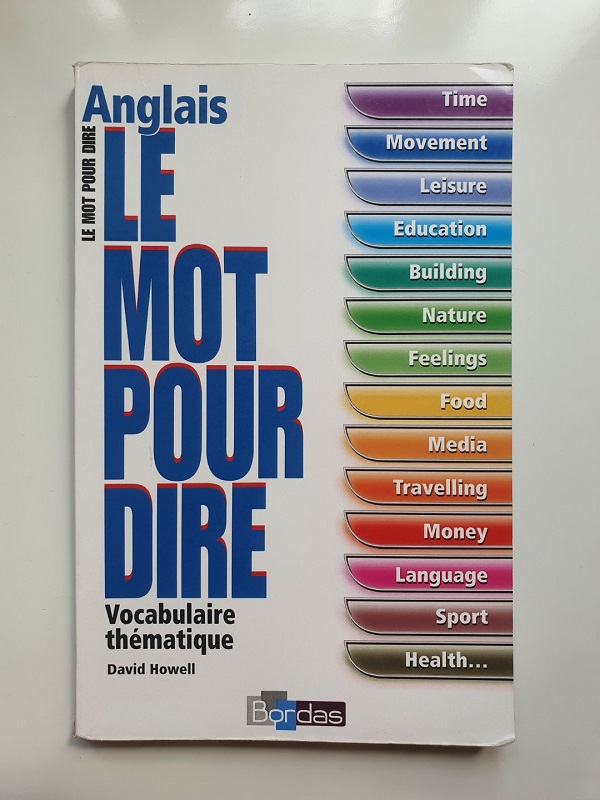 Anglais
LE MOT POUR DIRE
LE
MOT
POUR
DIRE
Vocabulaire
thématique
David Howell
Time
Movement
Leisure
Education
Building
Nature
Feelings
Food
Media
Travelling
Money
Language
Sport
Health...
Bordas